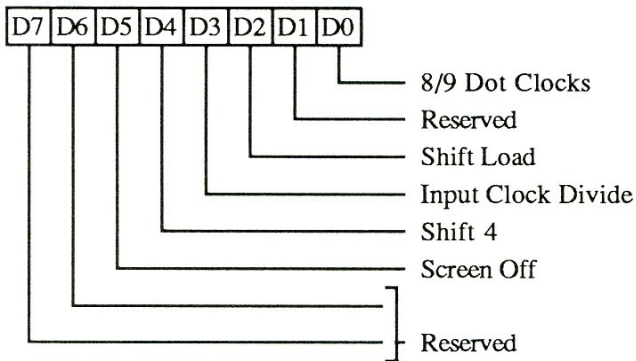 D7 D6 D5 D4 D3 D2 D1 D0
8/9 Dot Clocks
Reserved
Shift Load
Input Clock Divide
Shift 4
Screen Off
Reserved